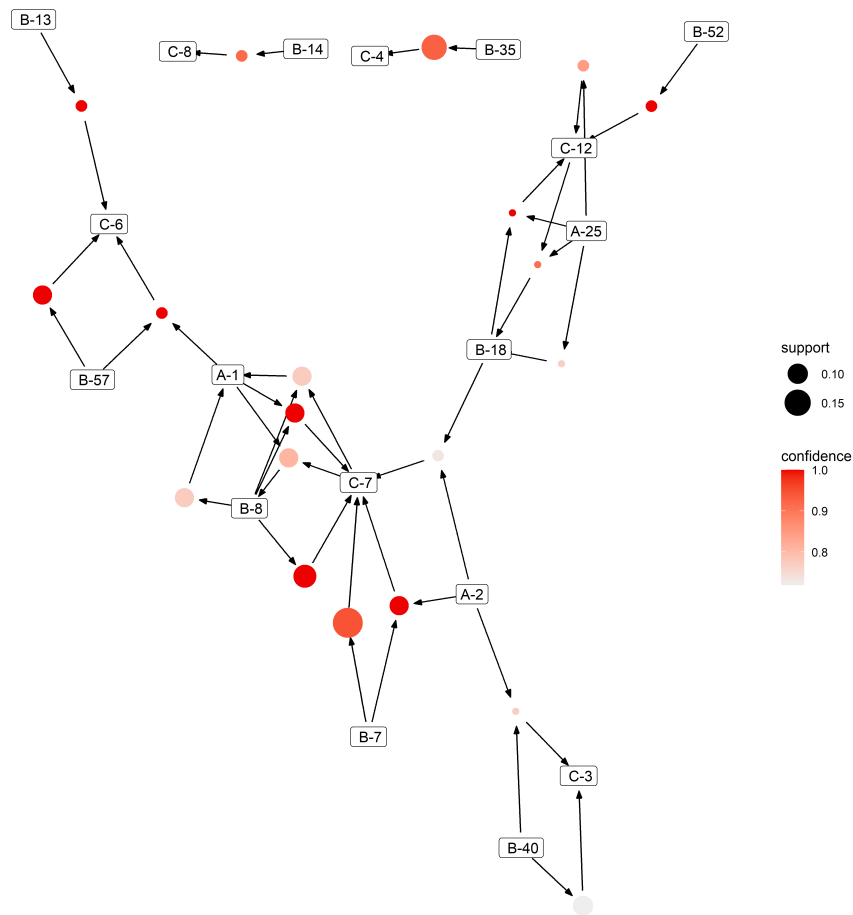 B-13
C-8
B-14
C-4
B-35
B-52
C-12
C-6
A-25
B-18
support
0.10
0.15
B-57
A-1
confidence
1.0
0.9
0.8
C-7
B-8
A-2
B-7
C-3
B-40